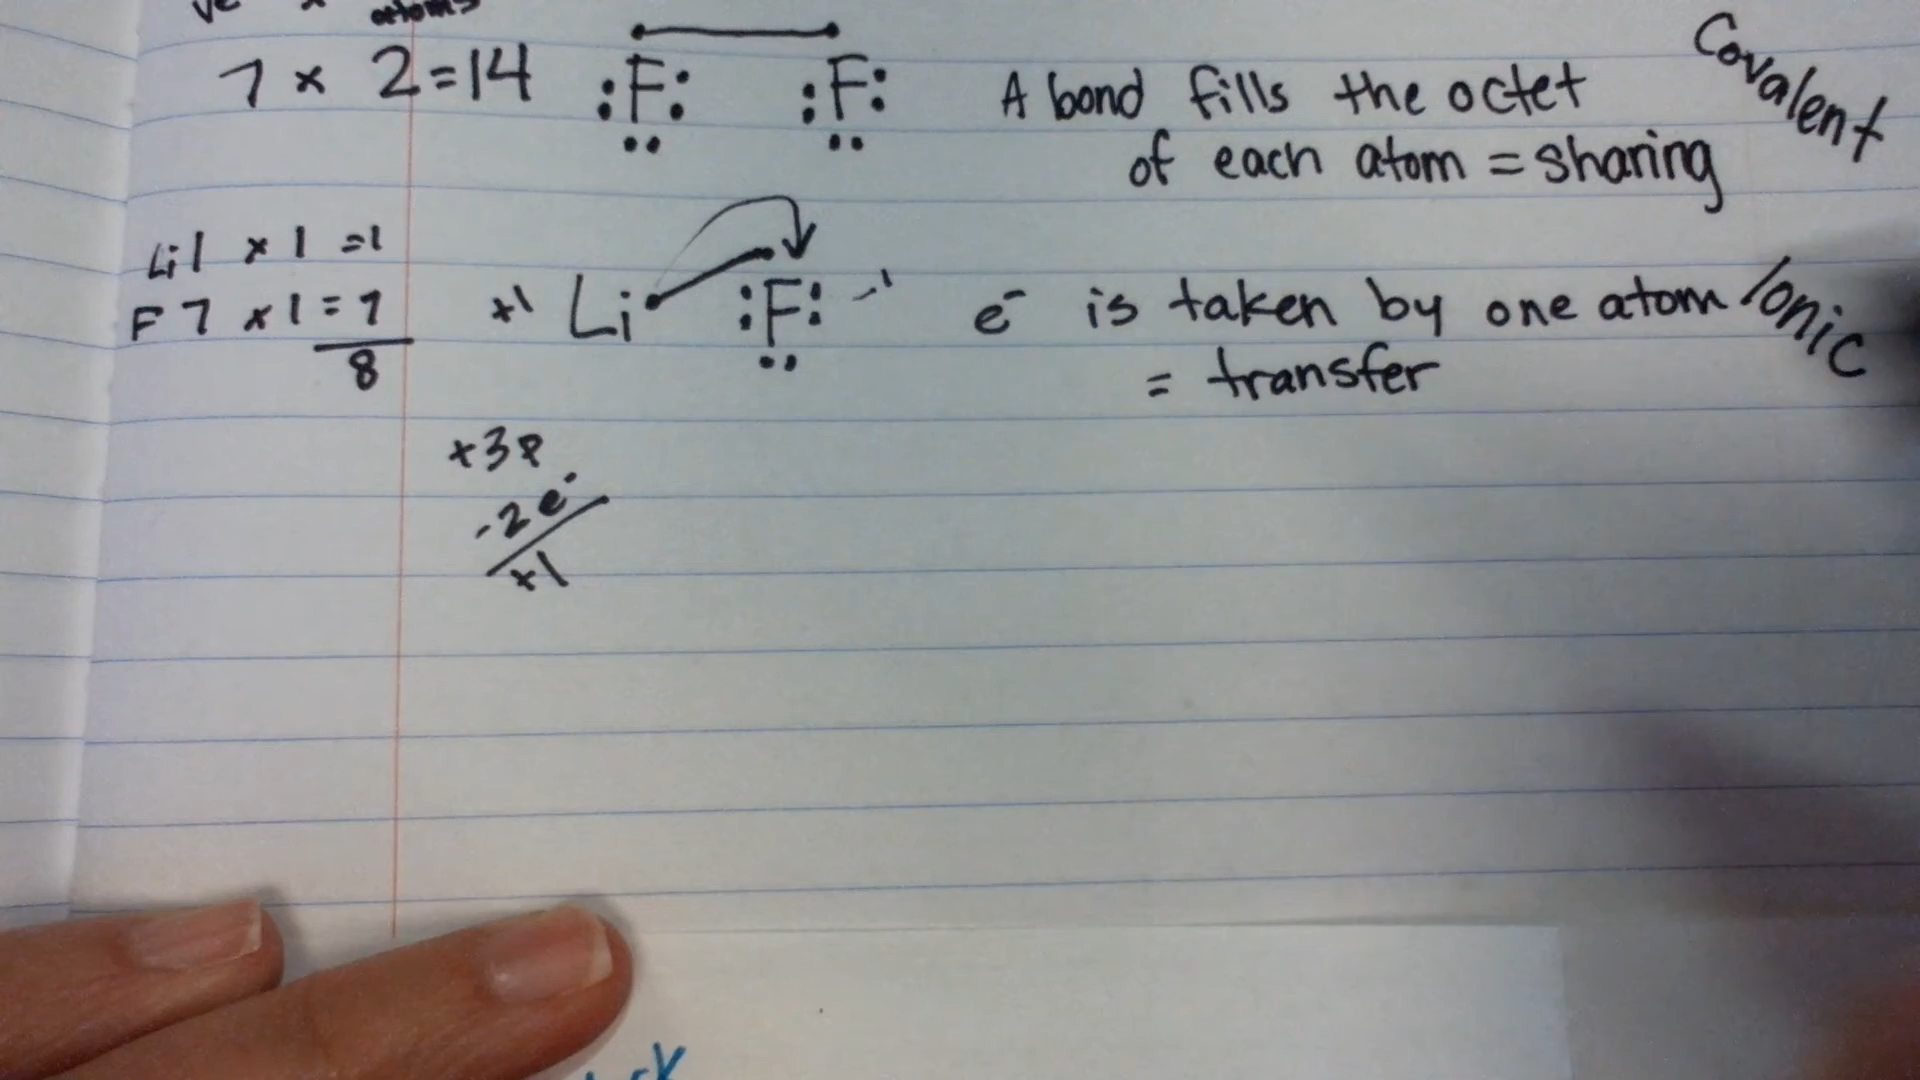 atoms
7 x 2 = 14 :F: :F: A bond fills the octet Covalent
of each atom = sharing
Li 1 x 1 = 1
F 7 x 1 = 7 +1 Li :F: -1 e⁻ is taken by one atom Ionic
8 = transfer
+3p
-2e⁻
+1